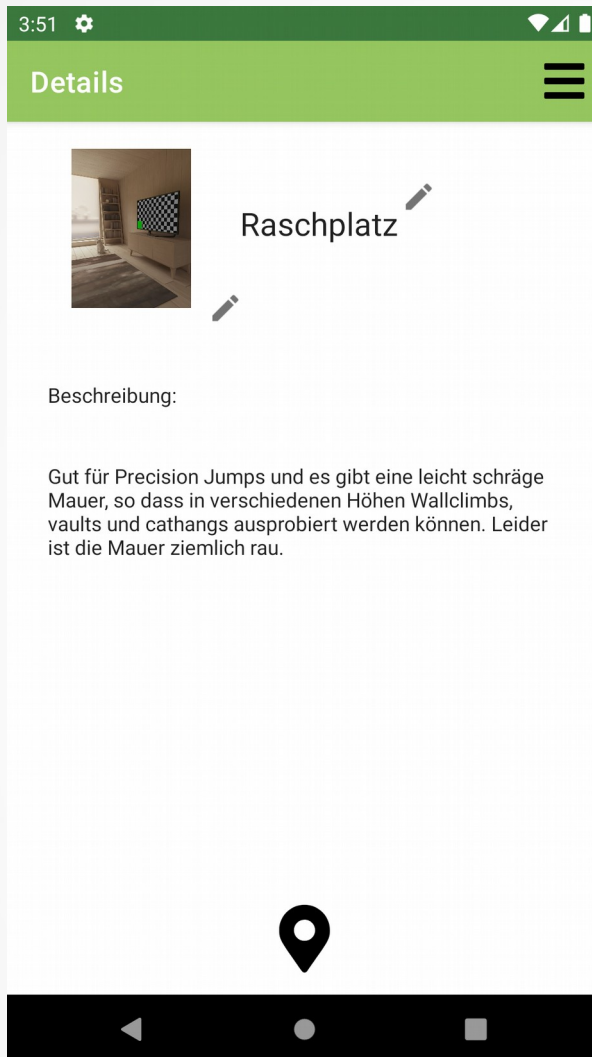 3:51
Details
Raschplatz
Beschreibung:
Gut für Precision Jumps und es gibt eine leicht schräge
Mauer, so dass in verschiedenen Höhen Wallclimbs,
vaults und cathangs ausprobiert werden können. Leider
ist die Mauer ziemlich rau.